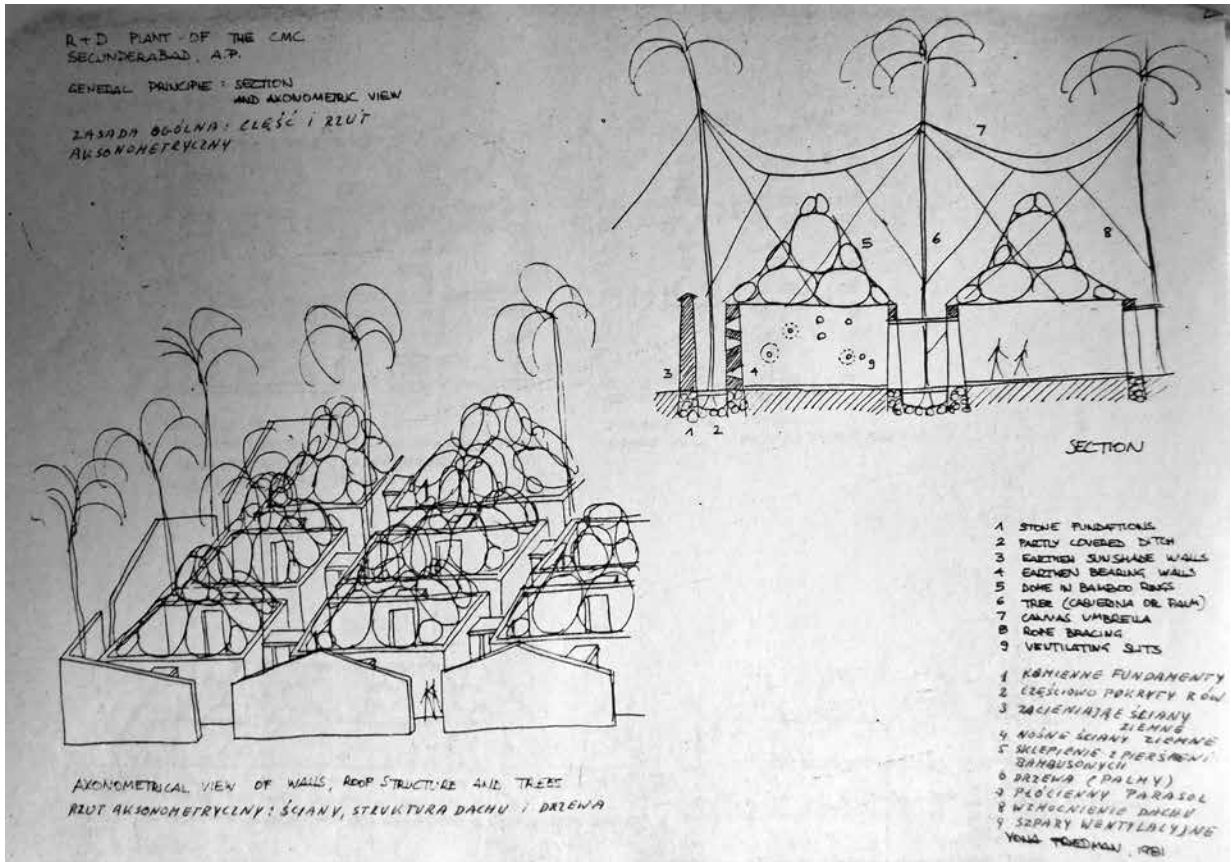 R+D PLANT OF THE CMC
SECUNDERABAD, A.P.
GENERAL PRINCIPLE : SECTION
AND AXONOMETRIC VIEW
ZASADA OGÓLNA: CZĘŚĆ I RZUT
AKSONOMETRYCZNY
7
5
6
8
3
4
9
1
2
SECTION
1 STONE FUNDATIONS
2 PARTLY COVERED DITCH
3 EARTHEN SUNSHADE WALLS
4 EARTHEN BEARING WALLS
5 DOME IN BAMBOO RINGS
6 TREE (CASUERINA OR PALM)
7 CANVAS UMBRELLA
8 ROPE BRACING
9 VENTILATING SLITS
1 KAMIENNE FUNDAMENTY
2 CZĘŚCIOWO POKRYTY RÓW
3 ZACIENIAJĄCE ŚCIANY
ZIEMNE
4 NOŚNE ŚCIANY ZIEMNE
5 SKLEPIENIE Z PIERŚCIENI
BAMBUSOWYCH
6 DRZEWA (PALMY)
7 PŁÓCIENNY PARASOL
8 WZMOCNIENIE DACHU
9 SZPARY WENTYLACYJNE
YONA FRIEDMAN, 1981
AXONOMETRICAL VIEW OF WALLS, ROOF STRUCTURE AND TREES
RZUT AKSONOMETRYCZNY: ŚCIANY, STRUKTURA DACHU I DRZEWA